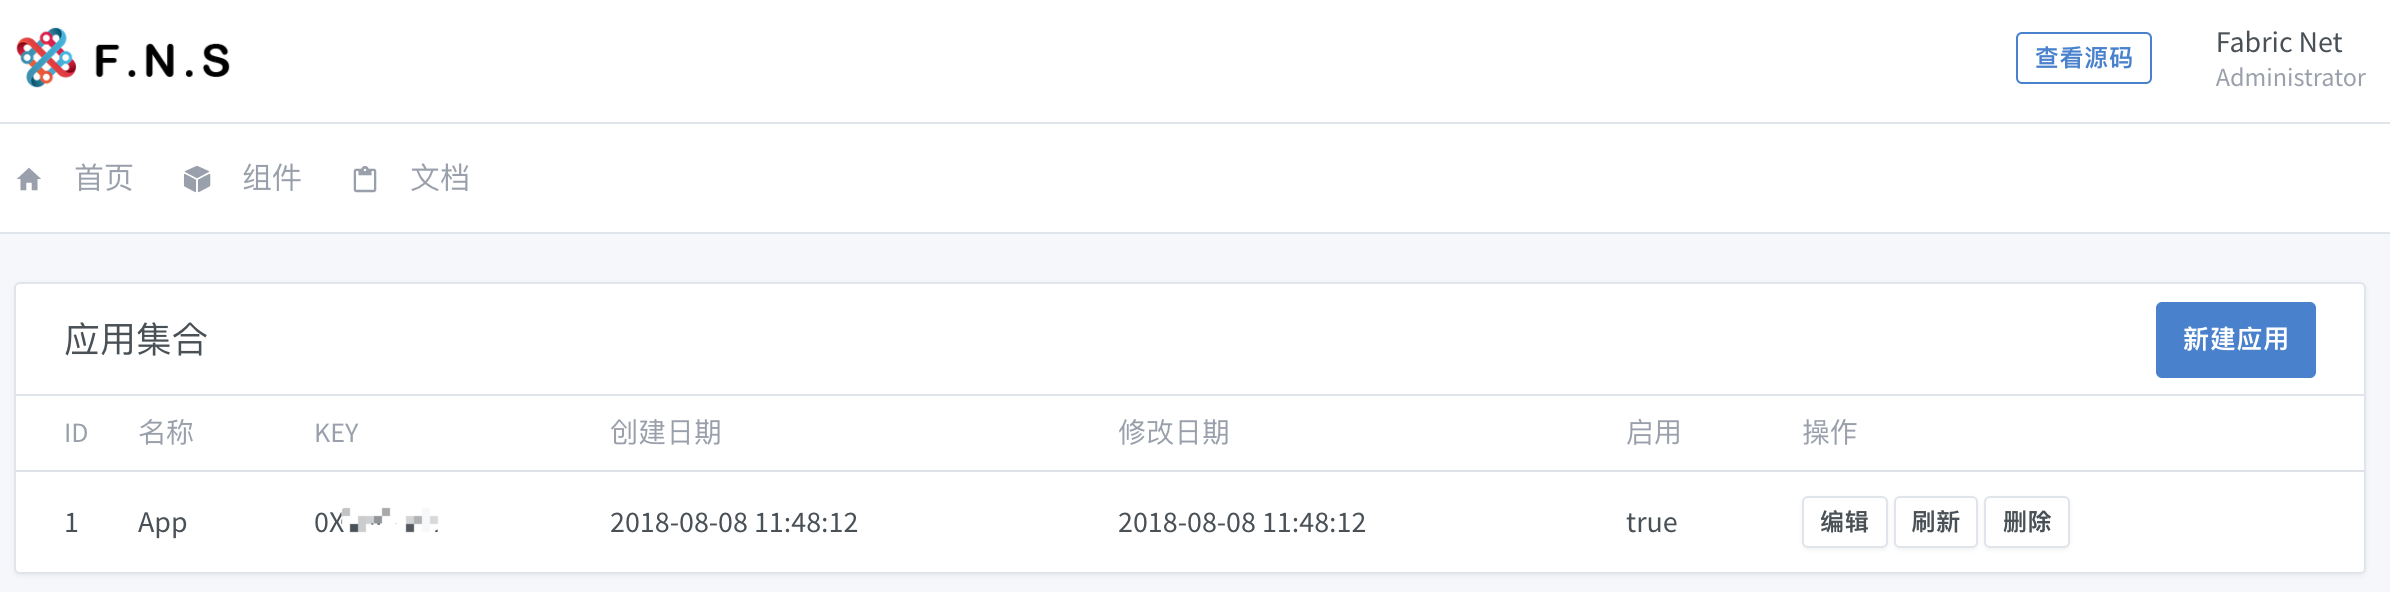 F.N.S
查看源码
Fabric Net
Administrator
首页 组件 文档
应用集合 新建应用
ID 名称 KEY 创建日期 修改日期 启用 操作
1 App 0X 2018-08-08 11:48:12 2018-08-08 11:48:12 true 编辑 刷新 删除